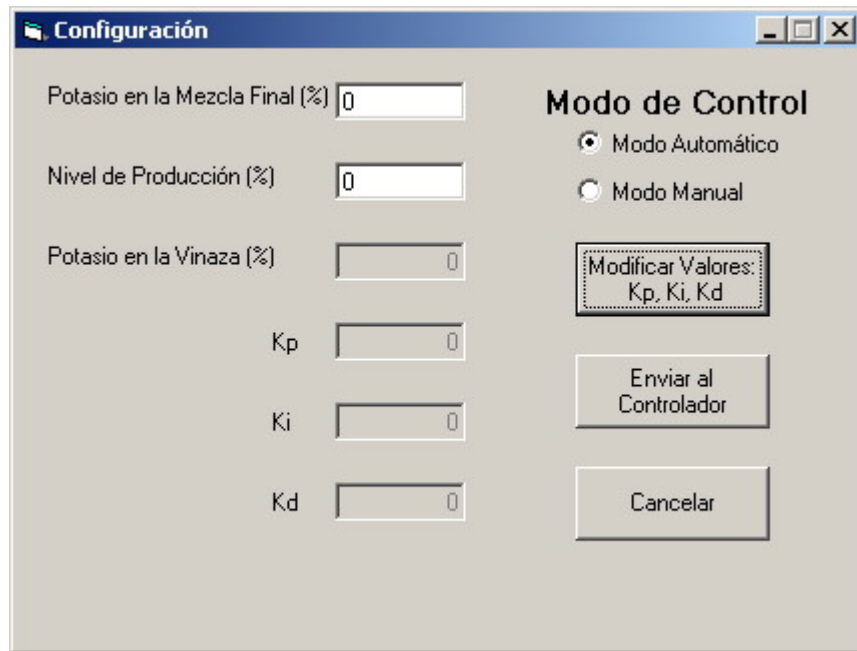 Configuración
Potasio en la Mezcla Final (%) 0
Nivel de Producción (%) 0
Potasio en la Vinaza (%) 0
Kp 0
Ki 0
Kd 0
Modo de Control
Modo Automático
Modo Manual
Modificar Valores:
Kp, Ki, Kd
Enviar al
Controlador
Cancelar